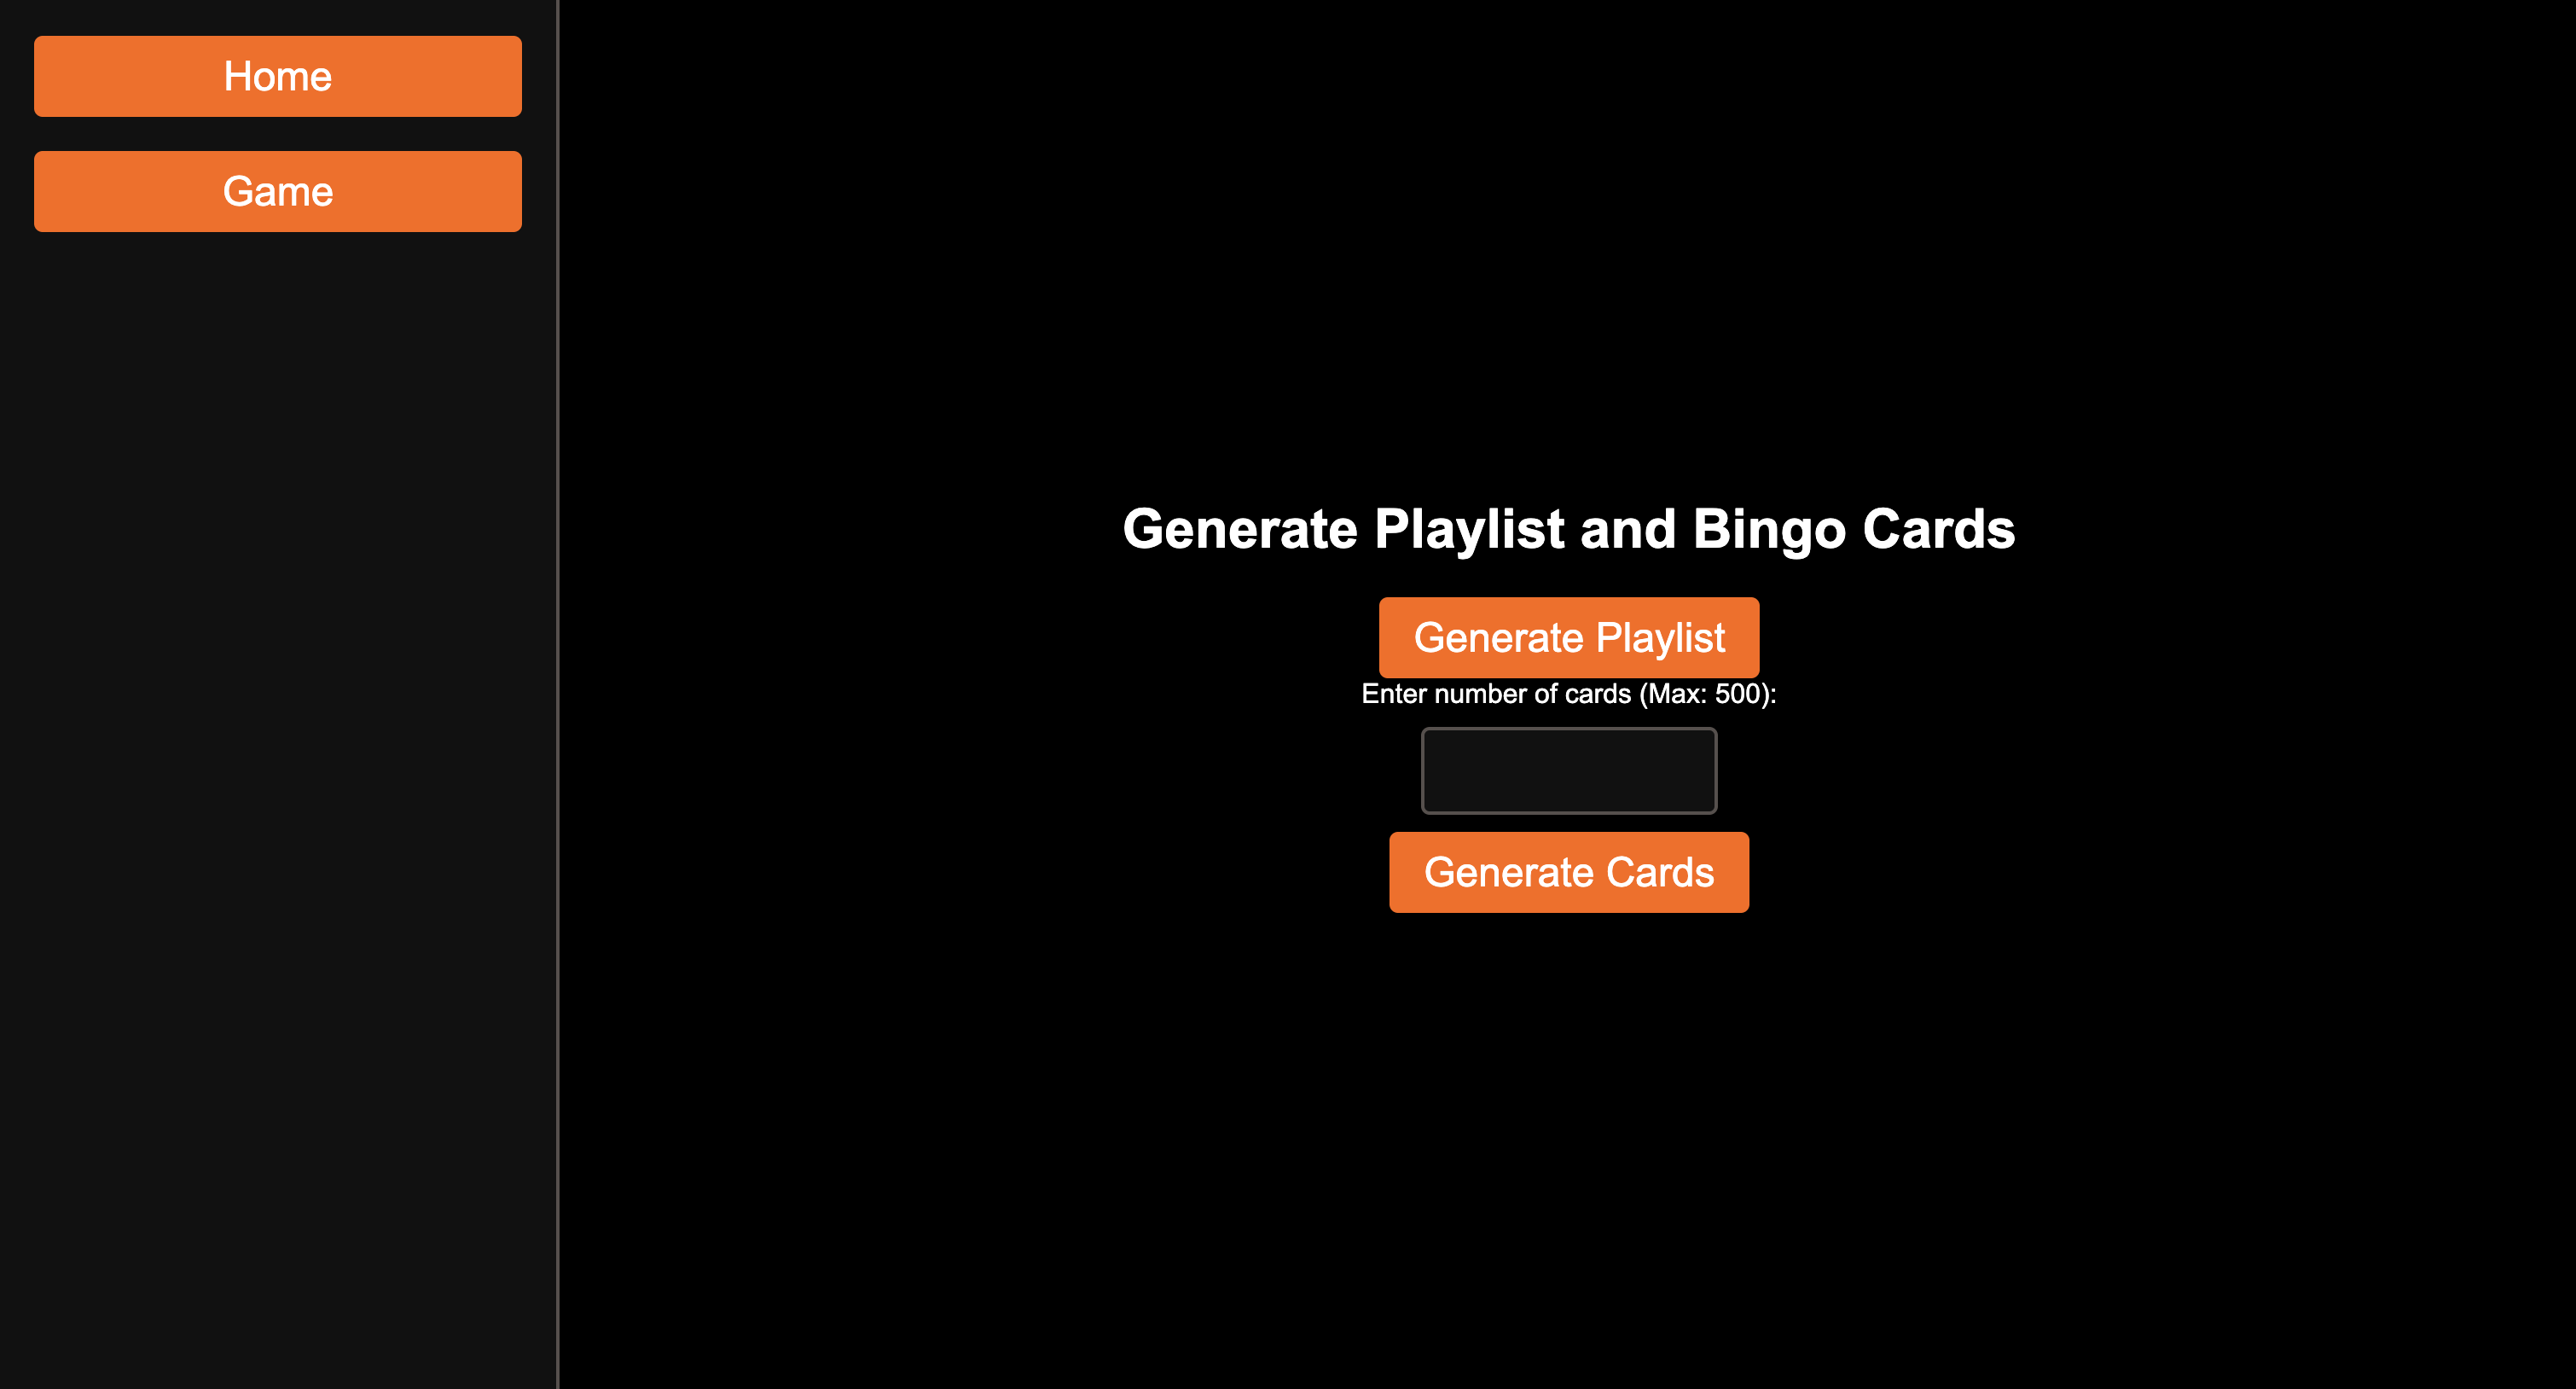 Home
Game
Generate Playlist and Bingo Cards
Generate Playlist
Enter number of cards (Max: 500):
Generate Cards